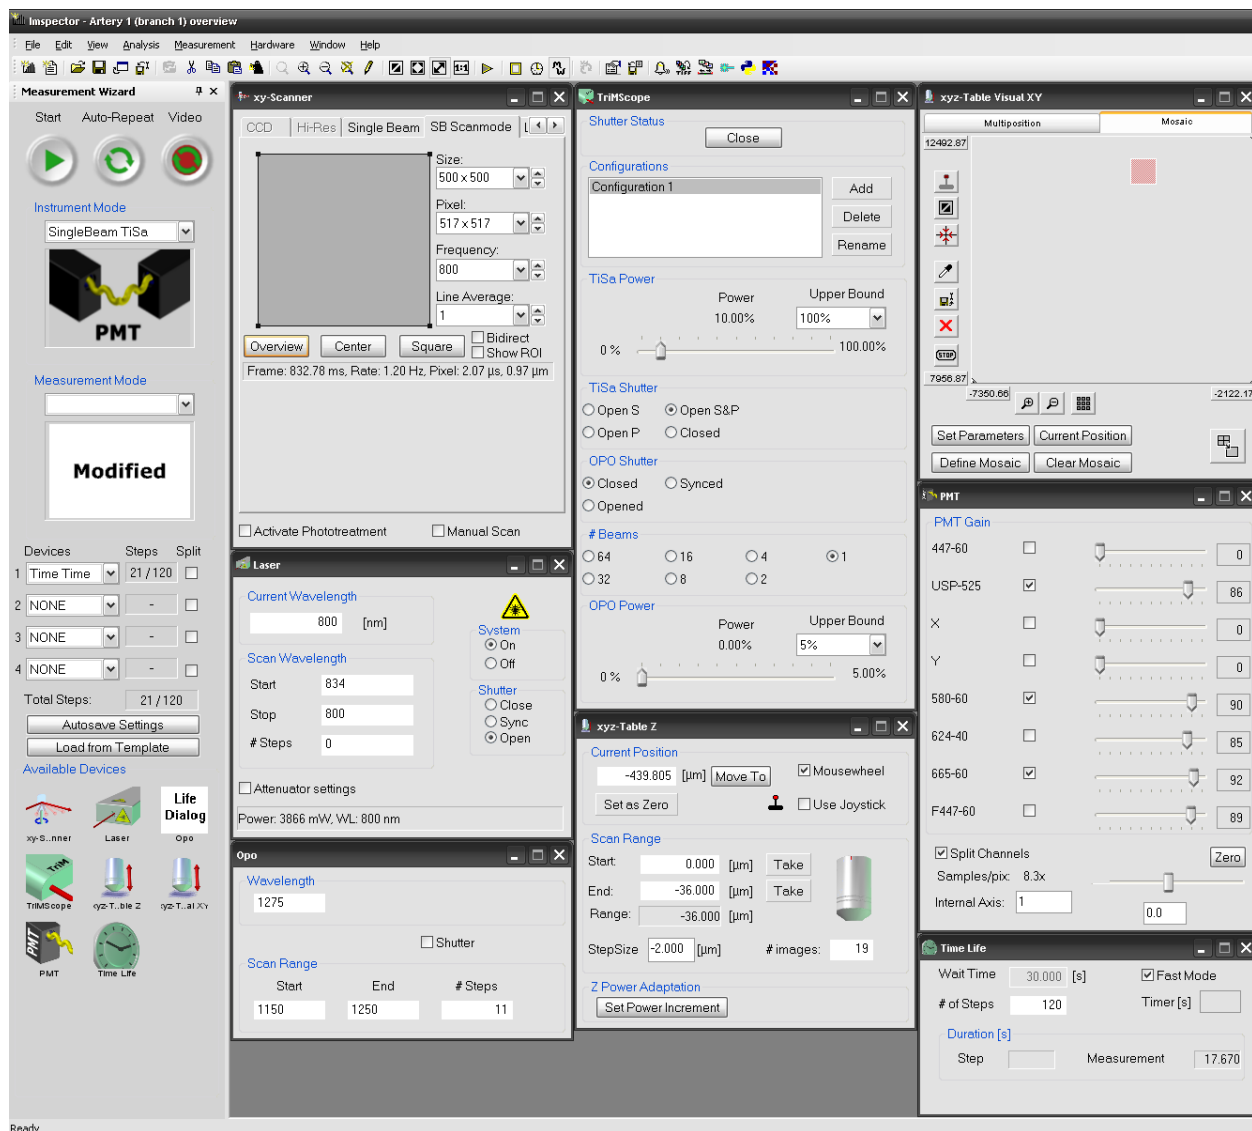 Inspector - Artery 1 (branch 1) overview
File Edit View Analysis Measurement Hardware Window Help
Measurement Wizard
Start Auto-Repeat Video
Instrument Mode
SingleBeam TiSa
PMT
Measurement Mode
Modified
Devices Steps Split
1 Time Time 21 / 120
2 NONE -
3 NONE -
4 NONE -
Total Steps: 21 / 120
Autosave Settings
Load from Template
Available Devices
Life
Dialog
xy-S..nner Laser Opo
TriM
TriMScope xyz-T..ble Z xyz-T..al XY
PMT
PMT Time Life
xy-Scanner
CCD Hi-Res Single Beam SB Scanmode L
Size:
500 x 500
Pixel:
517 x 517
Frequency:
800
Line Average:
1
Overview Center Square Bidirect
Show ROI
Frame: 832.78 ms, Rate: 1.20 Hz, Pixel: 2.07 µs, 0.97 µm
Activate Phototreatment Manual Scan
Laser
Current Wavelength
800 [nm]
Scan Wavelength
Start 834
Stop 800
# Steps 0
System
On
Off
Shutter
Close
Sync
Open
Attenuator settings
Power: 3866 mW, WL: 800 nm
Opo
Wavelength
1275
Shutter
Scan Range
Start End # Steps
1150 1250 11
TriMScope
Shutter Status
Close
Configurations
Configuration 1
Add
Delete
Rename
TiSa Power
Power Upper Bound
10.00% 100%
0 % 100.00%
TiSa Shutter
Open S Open S&P
Open P Closed
OPO Shutter
Closed Synced
Opened
# Beams
64 16 4 1
32 8 2
OPO Power
Power Upper Bound
0.00% 5%
0 % 5.00%
xyz-Table Z
Current Position
-439.805 [µm] Move To Mousewheel
Set as Zero Use Joystick
Scan Range
Start: 0.000 [µm] Take
End: -36.000 [µm] Take
Range: -36.000 [µm]
StepSize -2.000 [µm] # images: 19
Z Power Adaptation
Set Power Increment
xyz-Table Visual XY
Multiposition Mosaic
12492.87
STOP
7956.87
-7350.66 -2122.17
Set Parameters Current Position
Define Mosaic Clear Mosaic
PMT
PMT Gain
447-60 0
USP-525 86
X 0
Y 0
580-60 90
624-40 85
665-60 92
F447-60 89
Split Channels Zero
Samples/pix: 8.3x
Internal Axis: 1 0.0
Time Life
Wait Time 30.000 [s] Fast Mode
# of Steps 120 Timer [s]
Duration [s]
Step Measurement 17.670
Ready